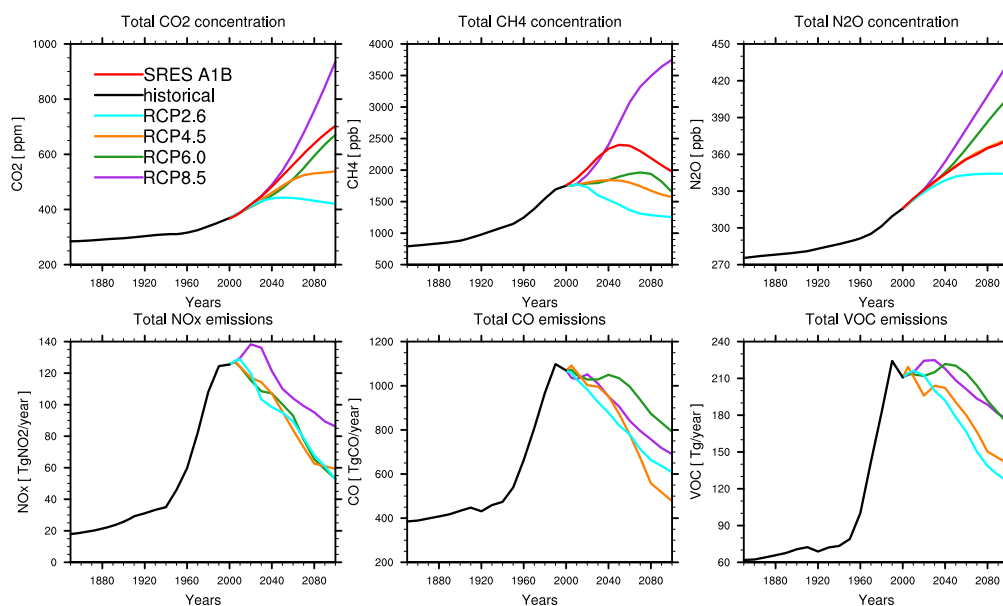 Total CO2 concentration
1000
800
600
400
200
CO2 [ ppm ]
SRES A1B
historical
RCP2.6
RCP4.5
RCP6.0
RCP8.5
1880 1920 1960 2000 2040 2080
Years
Total CH4 concentration
4000
3500
3000
2500
2000
1500
1000
500
CH4 [ ppb ]
1880 1920 1960 2000 2040 2080
Years
Total N2O concentration
450
420
390
360
330
300
270
N2O [ ppb ]
1880 1920 1960 2000 2040 2080
Years
Total NOx emissions
140
120
100
80
60
40
20
0
NOx [ TgNO2/year ]
1880 1920 1960 2000 2040 2080
Years
Total CO emissions
1200
1000
800
600
400
200
CO [ TgCO/year ]
1880 1920 1960 2000 2040 2080
Years
Total VOC emissions
240
210
180
150
120
90
60
VOC [ Tg/year ]
1880 1920 1960 2000 2040 2080
Years